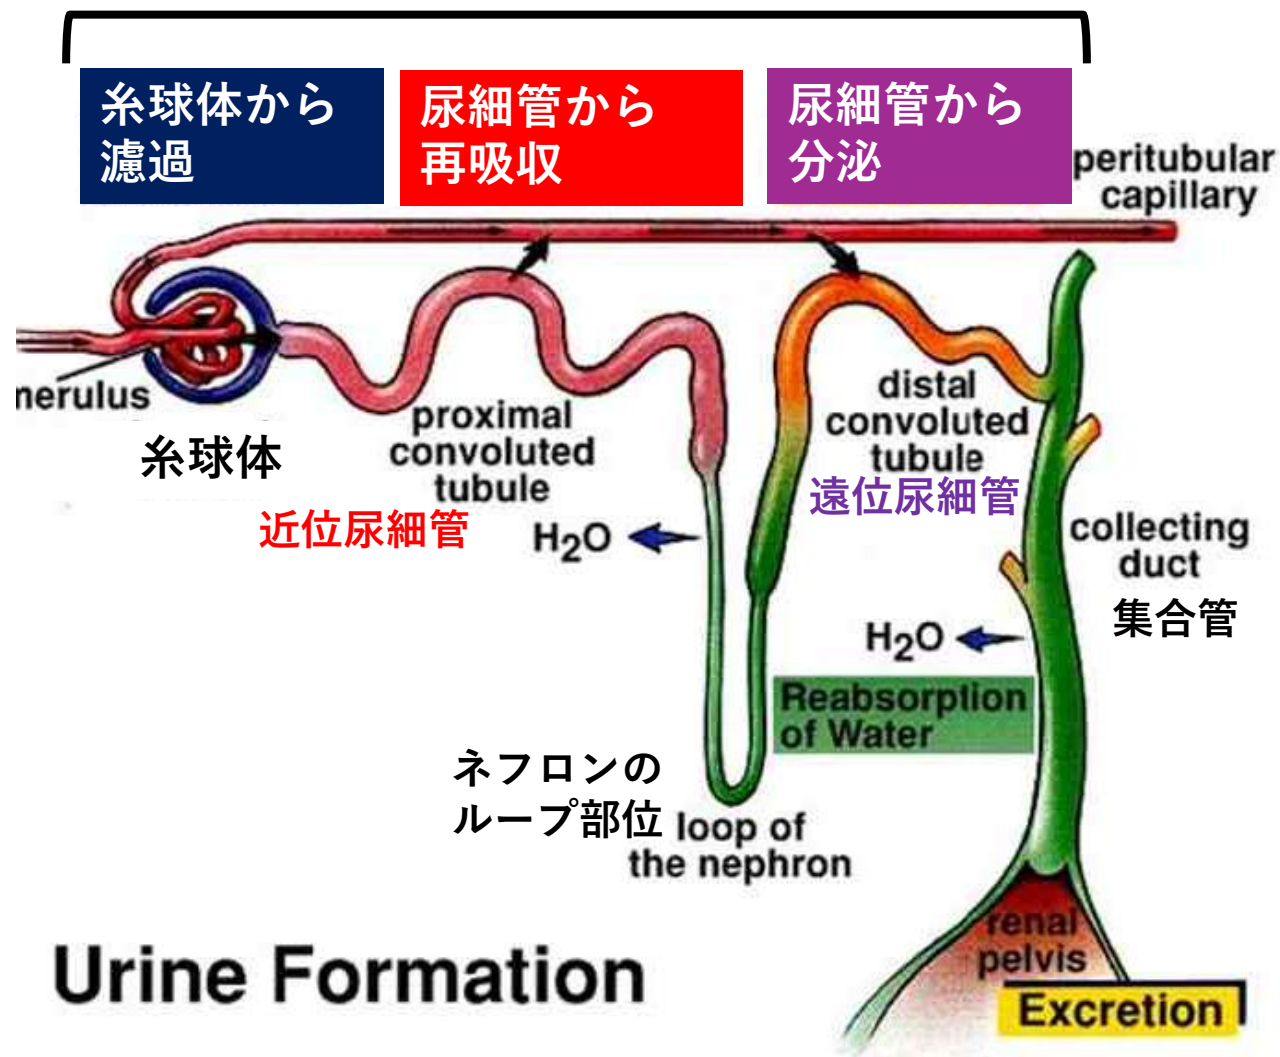 糸球体から
濾過
尿細管から
再吸収
尿細管から
分泌
peritubular
capillary
nerulus
糸球体
proximal
convoluted
tubule
近位尿細管
H₂O
distal
convoluted
tubule
遠位尿細管
collecting
duct
集合管
H₂O
Reabsorption
of Water
ネフロンの
ループ部位
loop of
the nephron
renal
pelvis
Urine Formation
Excretion